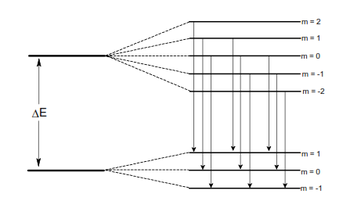 m = 2
m = 1
m = 0
m = -1
m = -2
ΔE
m = 1
m = 0
m = -1